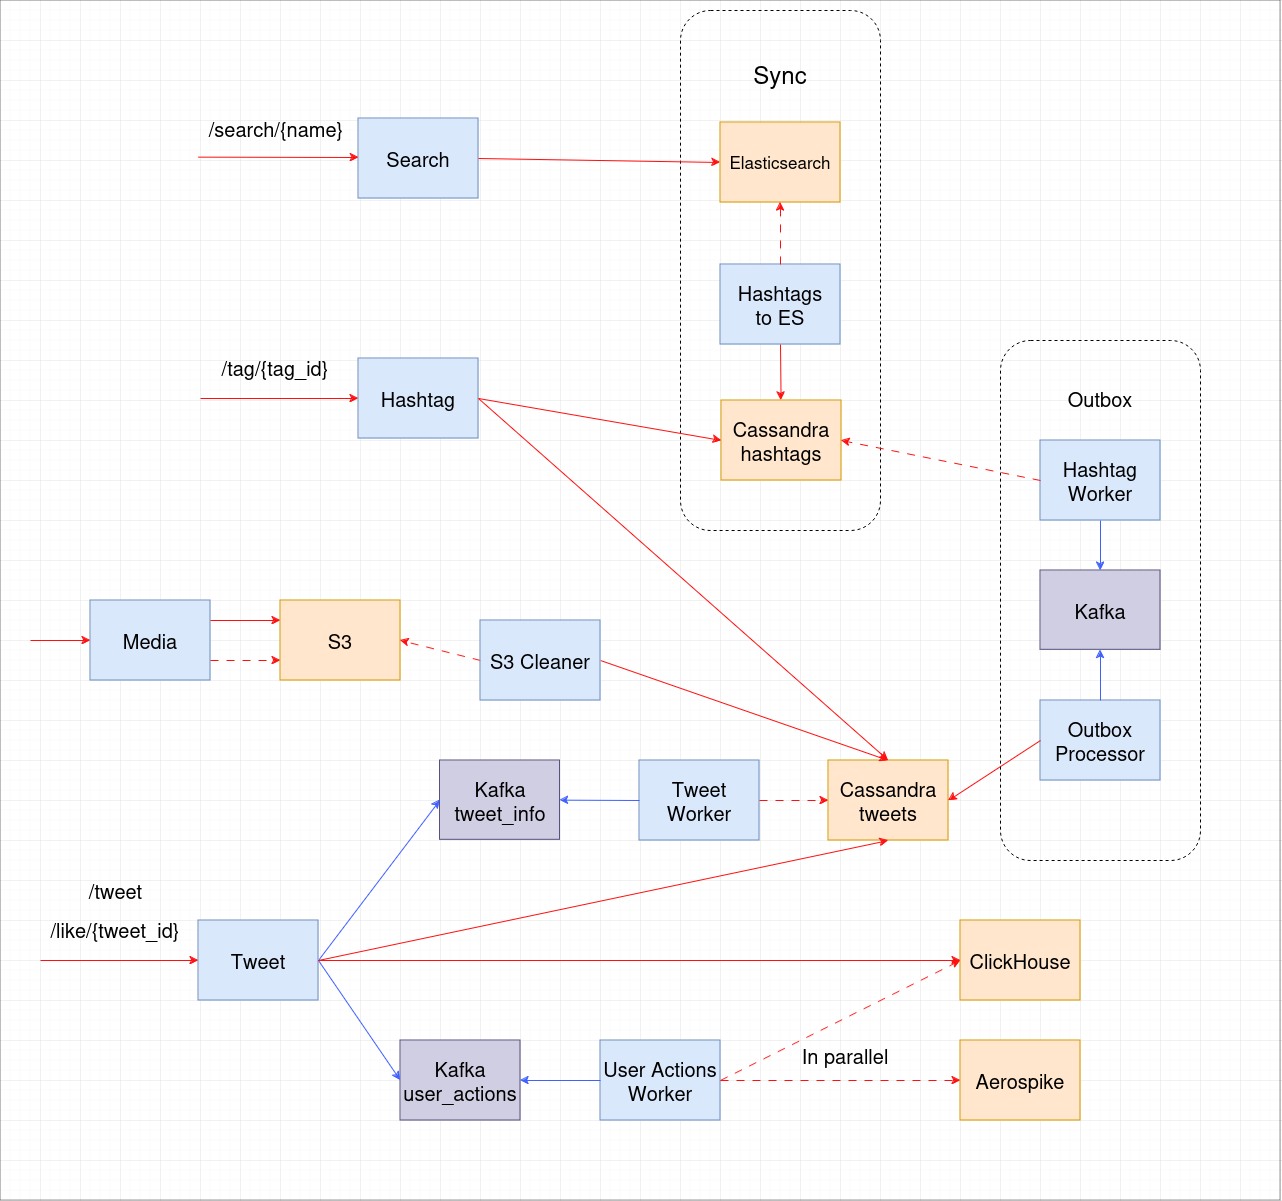 Sync
/search/{name}
Search
Elasticsearch
Hashtags
to ES
/tag/{tag_id}
Hashtag
Cassandra
hashtags
Outbox
Hashtag
Worker
Kafka
Media
S3
S3 Cleaner
Outbox
Processor
Kafka
tweet_info
Tweet
Worker
Cassandra
tweets
/tweet
/like/{tweet_id}
Tweet
ClickHouse
In parallel
Kafka
user_actions
User Actions
Worker
Aerospike